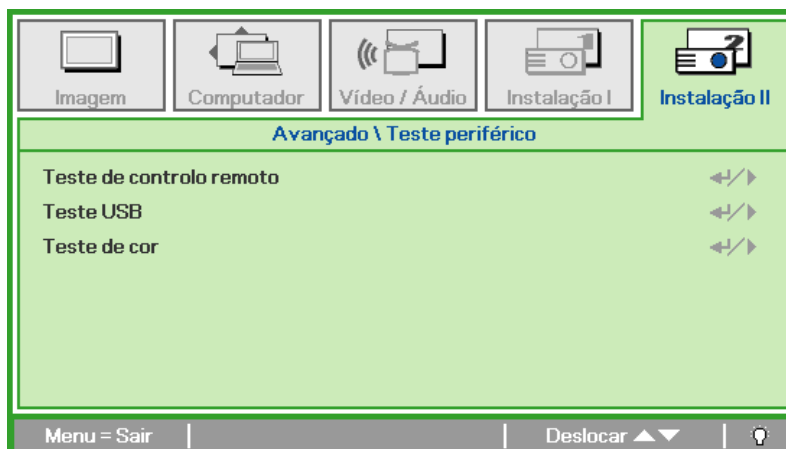 Imagem
Computador
Vídeo / Áudio
Instalação I
Instalação II
Avançado \ Teste periférico
Teste de controlo remoto
Teste USB
Teste de cor
Menu = Sair
Deslocar